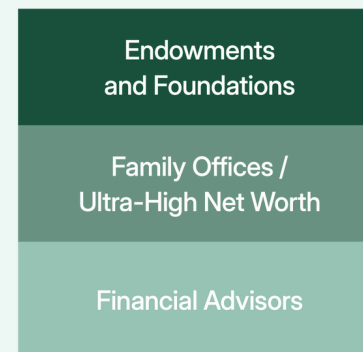 Endowments
and Foundations
Family Offices /
Ultra-High Net Worth
Financial Advisors